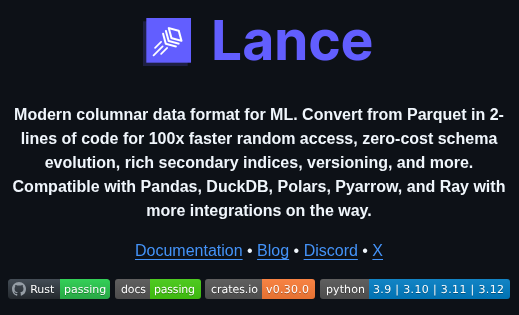 Lance
Modern columnar data format for ML. Convert from Parquet in 2-
lines of code for 100x faster random access, zero-cost schema
evolution, rich secondary indices, versioning, and more.
Compatible with Pandas, DuckDB, Polars, Pyarrow, and Ray with
more integrations on the way.
Documentation • Blog • Discord • X
Rust passing docs passing crates.io v0.30.0 python 3.9 | 3.10 | 3.11 | 3.12